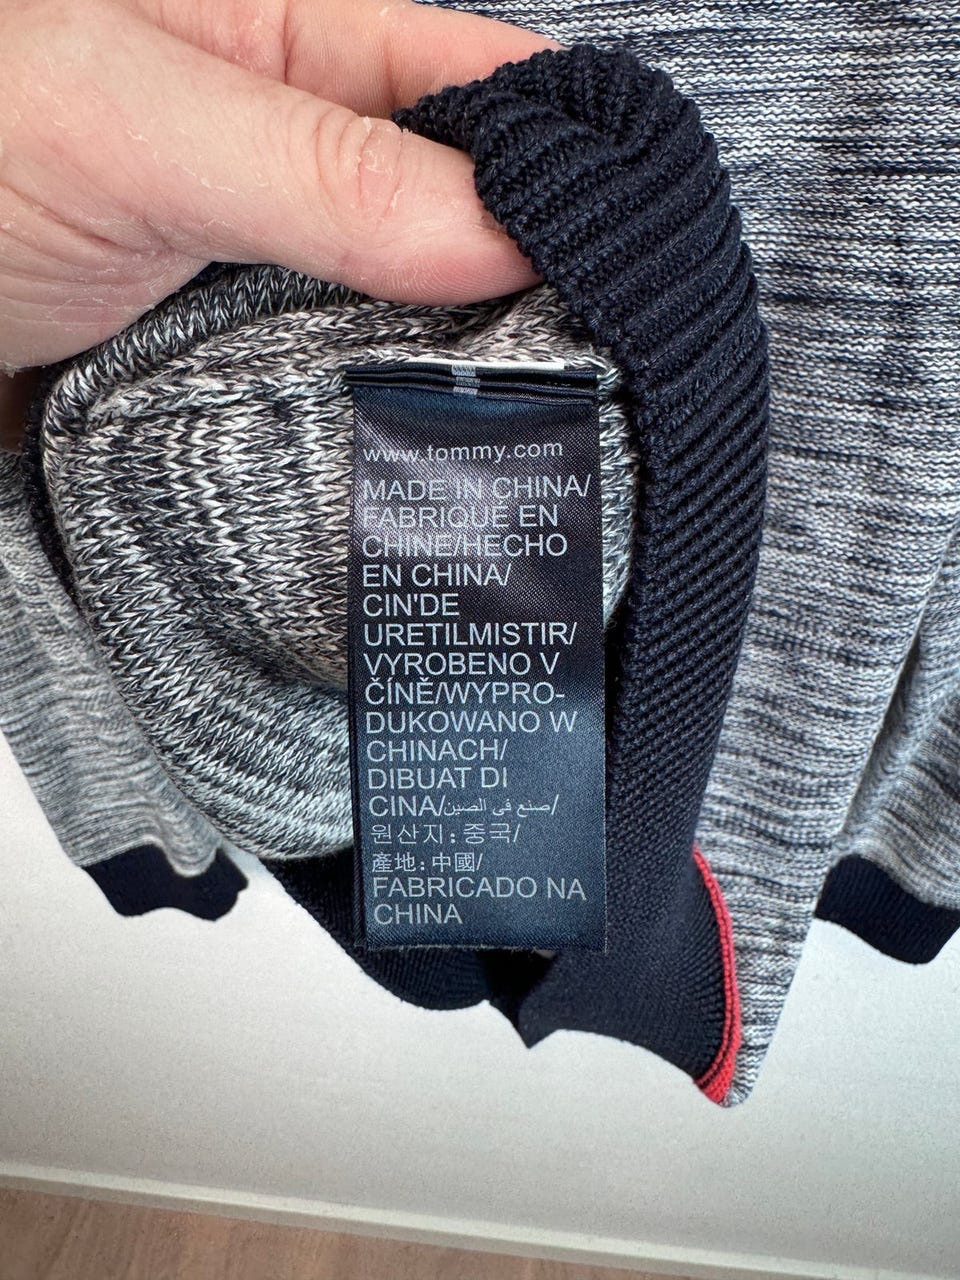 www.tommy.com
MADE IN CHINA/
FABRIQUÉ EN
CHINE/HECHO
EN CHINA/
CIN'DE
URETILMISTIR/
VYROBENO V
ČÍNĚ/WYPRO-
DUKOWANO W
CHINACH/
DIBUAT DI
CINA/صنع في الصين/
원산지:중국/
產地:中國/
FABRICADO NA
CHINA